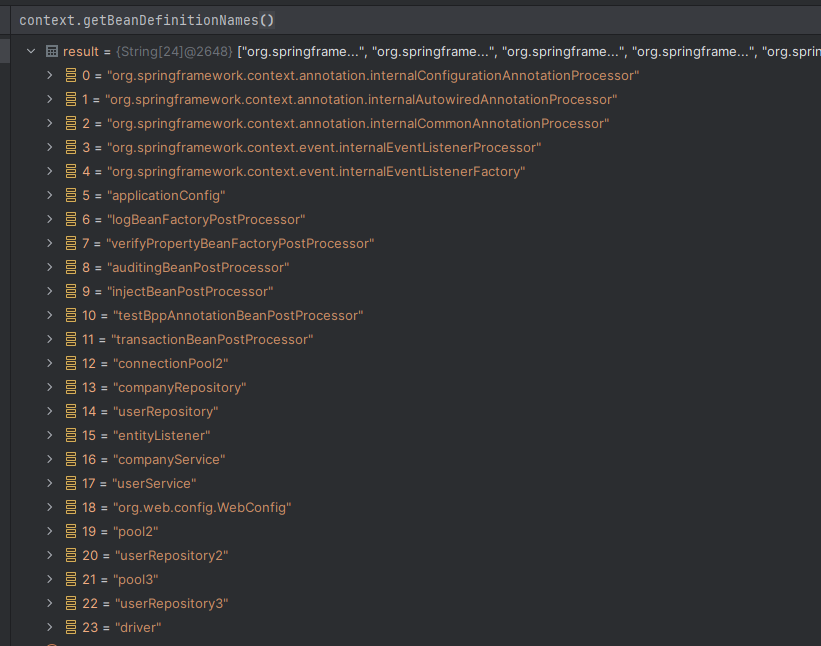 context.getBeanDefinitionNames()
result = {String[24]@2648} ["org.springframe...", "org.springframe...", "org.springframe...", "org.springframe...", "org.sprin
0 = "org.springframework.context.annotation.internalConfigurationAnnotationProcessor"
1 = "org.springframework.context.annotation.internalAutowiredAnnotationProcessor"
2 = "org.springframework.context.annotation.internalCommonAnnotationProcessor"
3 = "org.springframework.context.event.internalEventListenerProcessor"
4 = "org.springframework.context.event.internalEventListenerFactory"
5 = "applicationConfig"
6 = "logBeanFactoryPostProcessor"
7 = "verifyPropertyBeanFactoryPostProcessor"
8 = "auditingBeanPostProcessor"
9 = "injectBeanPostProcessor"
10 = "testBppAnnotationBeanPostProcessor"
11 = "transactionBeanPostProcessor"
12 = "connectionPool2"
13 = "companyRepository"
14 = "userRepository"
15 = "entityListener"
16 = "companyService"
17 = "userService"
18 = "org.web.config.WebConfig"
19 = "pool2"
20 = "userRepository2"
21 = "pool3"
22 = "userRepository3"
23 = "driver"